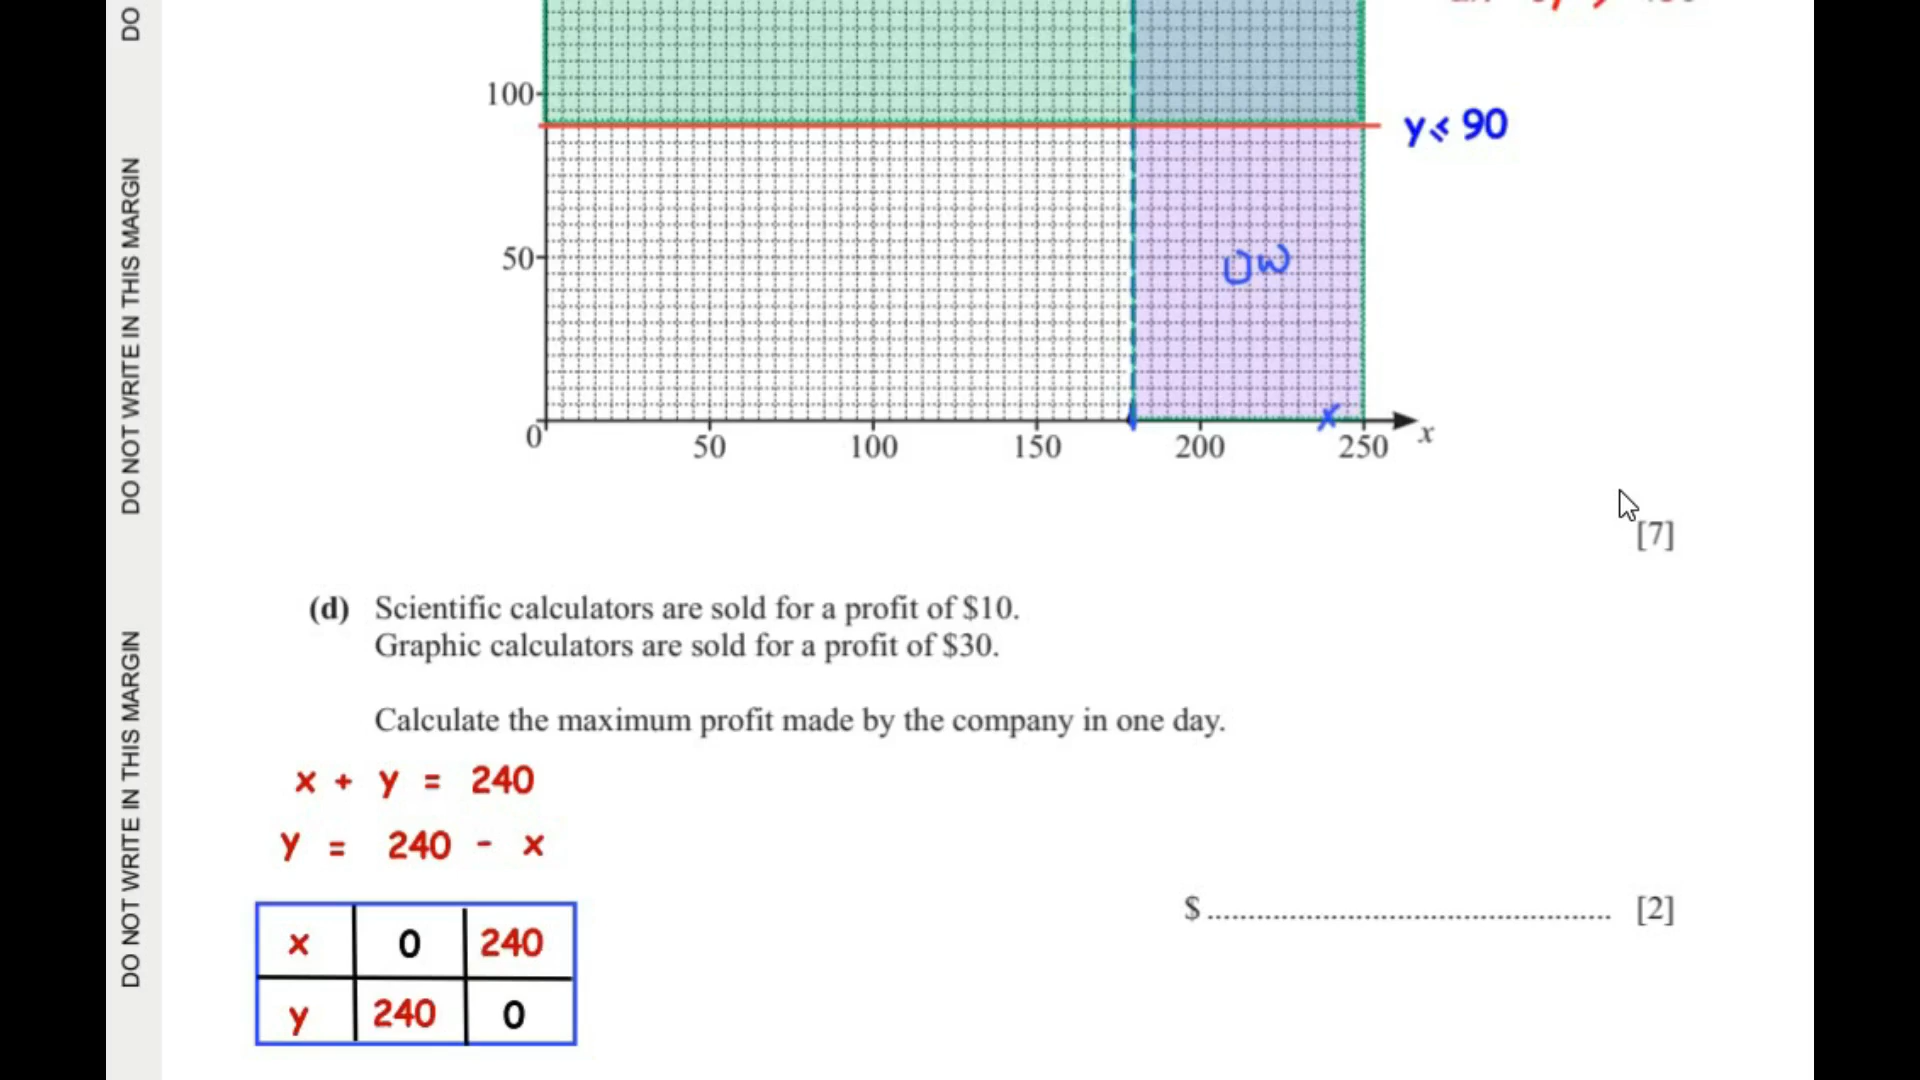 DO
DO NOT WRITE IN THIS MARGIN
DO NOT WRITE IN THIS MARGIN
100
y ⩽ 90
50
UW
x
0 50 100 150 200 250 x
[7]
(d) Scientific calculators are sold for a profit of $10.
Graphic calculators are sold for a profit of $30.
Calculate the maximum profit made by the company in one day.
x + y = 240
y = 240 - x
$ ................................................. [2]
x 0 240
y 240 0